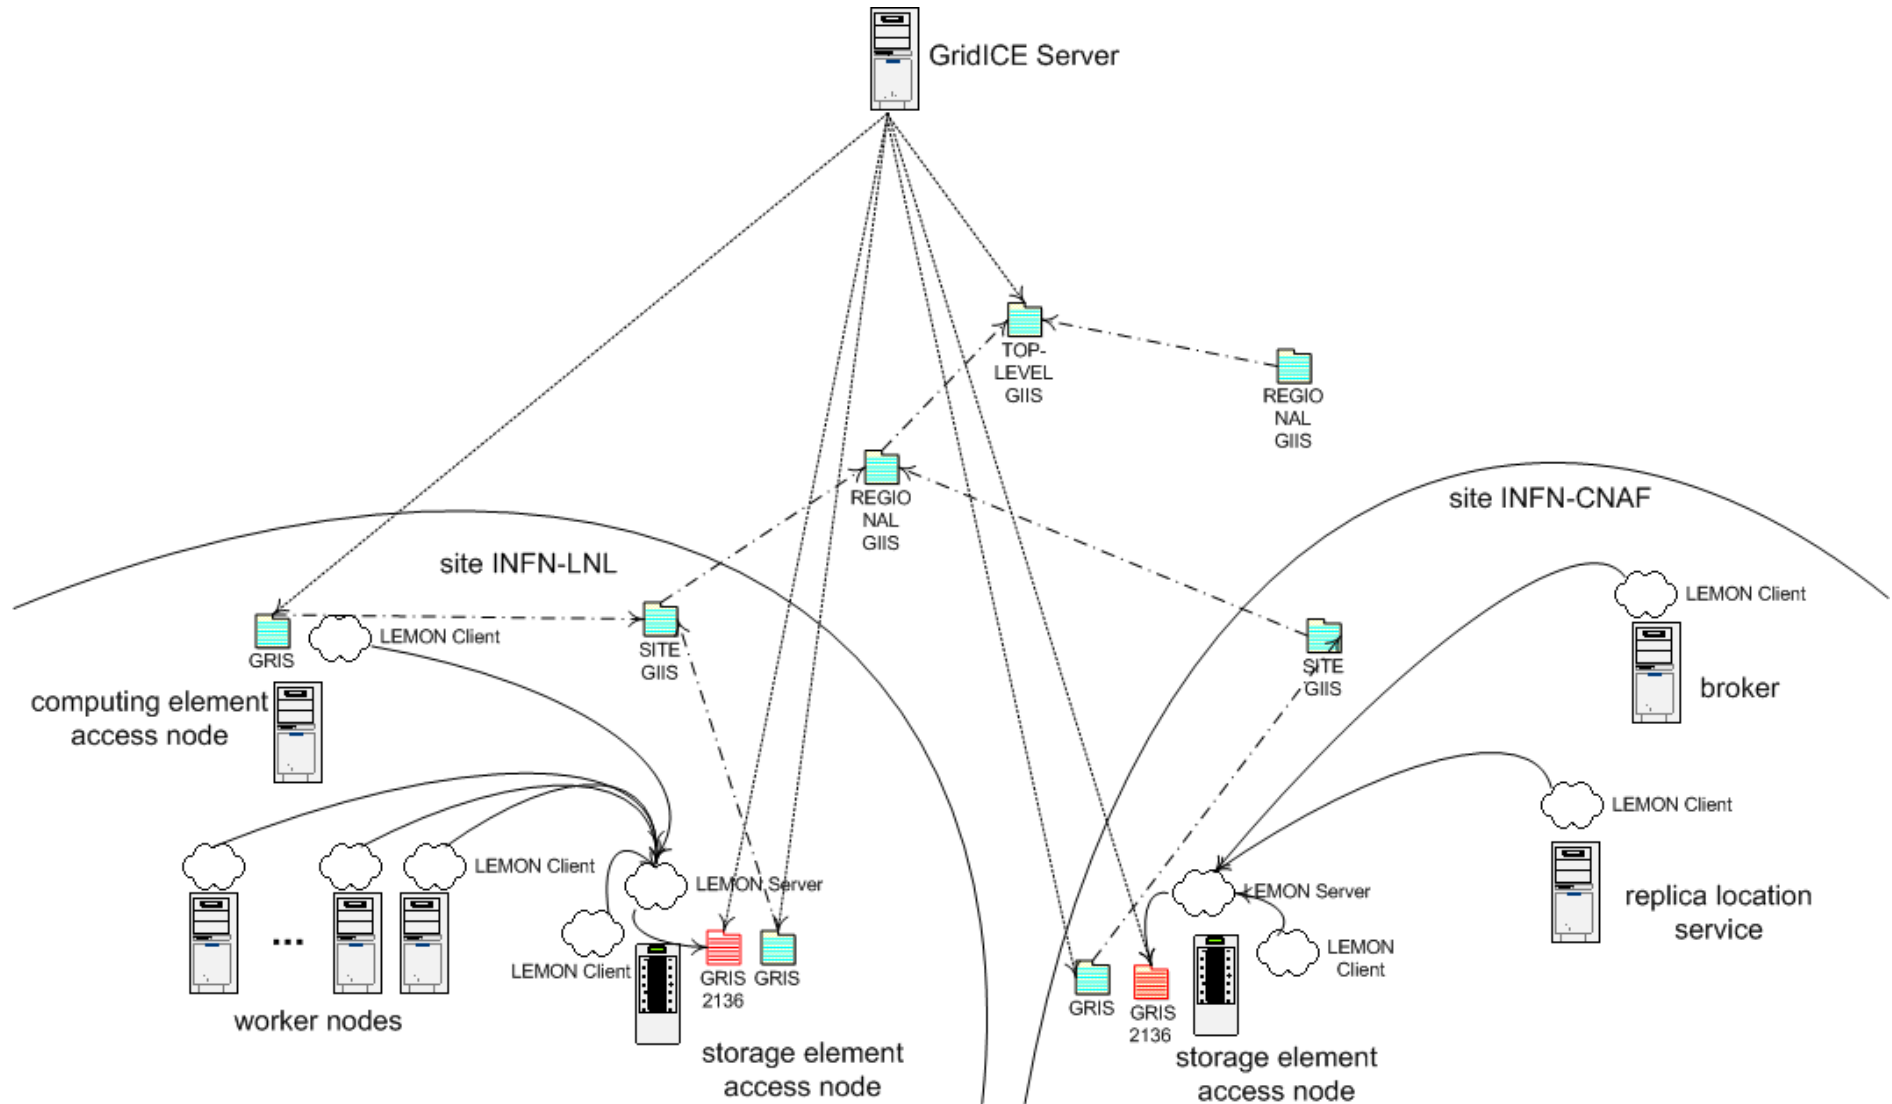 GridICE Server
TOP-
LEVEL
GIIS
REGIO
NAL
GIIS
REGIO
NAL
GIIS
site INFN-CNAF
site INFN-LNL
LEMON Client
GRIS
LEMON Client
SITE
GIIS
SITE
GIIS
computing element
access node
broker
LEMON Client
LEMON Client
LEMON Server
LEMON Server
replica location
service
...
LEMON Client
LEMON
Client
GRIS
2136
GRIS
GRIS
GRIS
2136
worker nodes
storage element
access node
storage element
access node